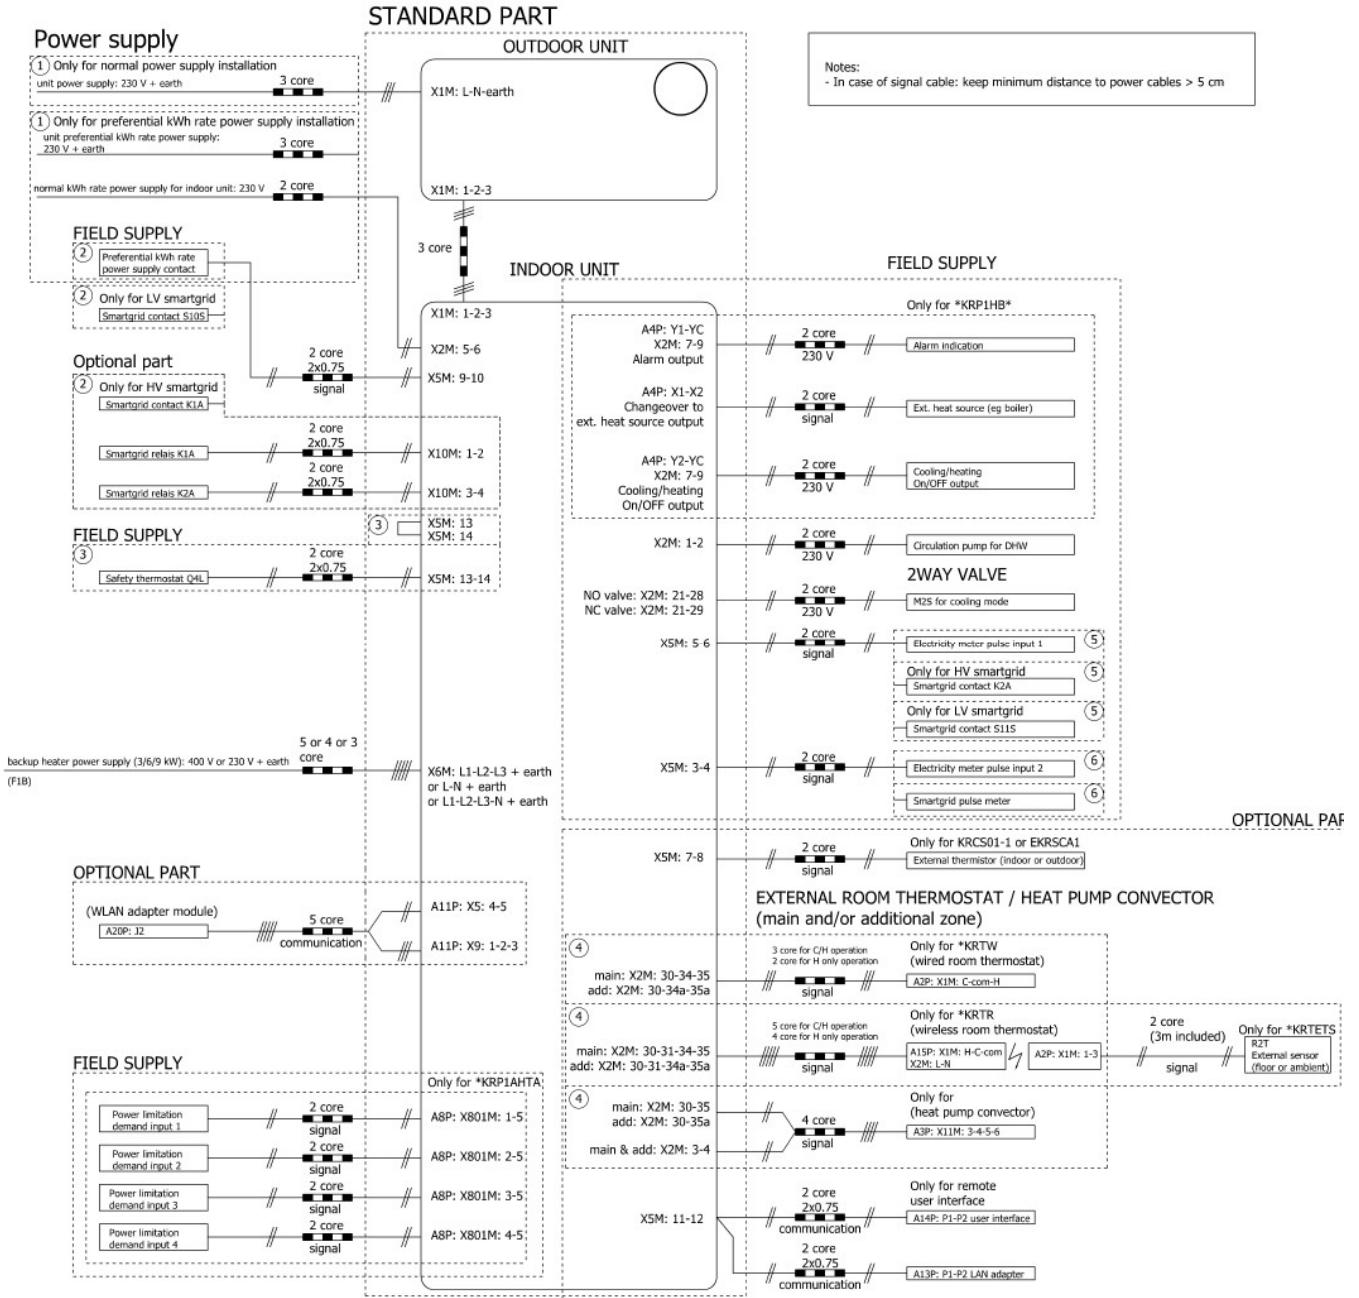 STANDARD PART
Power supply
① Only for normal power supply installation
unit power supply: 230 V + earth
3 core
① Only for preferential kWh rate power supply installation
unit preferential kWh rate power supply:
230 V + earth
3 core
normal kWh rate power supply for indoor unit: 230 V
2 core
OUTDOOR UNIT
X1M: L-N-earth
X1M: 1-2-3
3 core
Notes:
- In case of signal cable: keep minimum distance to power cables > 5 cm
FIELD SUPPLY
②
Preferential kWh rate
power supply contact
② Only for LV smartgrid
Smartgrid contact S10S
Optional part
② Only for HV smartgrid
Smartgrid contact K1A
2 core
2x0.75
signal
Smartgrid relais K1A
2 core
2x0.75
Smartgrid relais K2A
2 core
2x0.75
FIELD SUPPLY
③
Safety thermostat Q4L
2 core
2x0.75
INDOOR UNIT
X1M: 1-2-3
X2M: 5-6
X5M: 9-10
X10M: 1-2
X10M: 3-4
③
X5M: 13
X5M: 14
X5M: 13-14
backup heater power supply (3/6/9 kW): 400 V or 230 V + earth
(F1B)
5 or 4 or 3
core
X6M: L1-L2-L3 + earth
or L-N + earth
or L1-L2-L3-N + earth
OPTIONAL PART
(WLAN adapter module)
A20P: J2
5 core
communication
A11P: X5: 4-5
A11P: X9: 1-2-3
FIELD SUPPLY
Only for *KRP1AHTA
Power limitation
demand input 1
2 core
signal
A8P: X801M: 1-5
Power limitation
demand input 2
2 core
signal
A8P: X801M: 2-5
Power limitation
demand input 3
2 core
signal
A8P: X801M: 3-5
Power limitation
demand input 4
2 core
signal
A8P: X801M: 4-5
FIELD SUPPLY
Only for *KRP1HB*
A4P: Y1-YC
X2M: 7-9
Alarm output
2 core
230 V
Alarm indication
A4P: X1-X2
Changeover to
ext. heat source output
2 core
signal
Ext. heat source (eg boiler)
A4P: Y2-YC
X2M: 7-9
Cooling/heating
On/OFF output
2 core
230 V
Cooling/heating
On/OFF output
X2M: 1-2
2 core
230 V
Circulation pump for DHW
2WAY VALVE
NO valve: X2M: 21-28
NC valve: X2M: 21-29
2 core
230 V
M2S for cooling mode
X5M: 5-6
2 core
signal
Electricity meter pulse input 1
⑤
Only for HV smartgrid
⑤
Smartgrid contact K2A
Only for LV smartgrid
⑤
Smartgrid contact S11S
X5M: 3-4
2 core
signal
Electricity meter pulse input 2
⑥
Smartgrid pulse meter
⑥
OPTIONAL PAR
X5M: 7-8
2 core
signal
Only for KRCS01-1 or EKRSCA1
External thermistor (indoor or outdoor)
EXTERNAL ROOM THERMOSTAT / HEAT PUMP CONVECTOR
(main and/or additional zone)
④
main: X2M: 30-34-35
add: X2M: 30-34a-35a
3 core for C/H operation
2 core for H only operation
signal
Only for *KRTW
(wired room thermostat)
A2P: X1M: C-com-H
④
main: X2M: 30-31-34-35
add: X2M: 30-31-34a-35a
5 core for C/H operation
4 core for H only operation
signal
Only for *KRTR
(wireless room thermostat)
A15P: X1M: H-C-com
X2M: L-N
A2P: X1M: 1-3
2 core
(3m included)
signal
Only for *KRTETS
R2T
External sensor
(floor or ambient)
④
main: X2M: 30-35
add: X2M: 30-35a
main & add: X2M: 3-4
4 core
signal
Only for
(heat pump convector)
A3P: X11M: 3-4-5-6
X5M: 11-12
2 core
2x0.75
communication
Only for remote
user interface
A14P: P1-P2 user interface
2 core
2x0.75
communication
A13P: P1-P2 LAN adapter